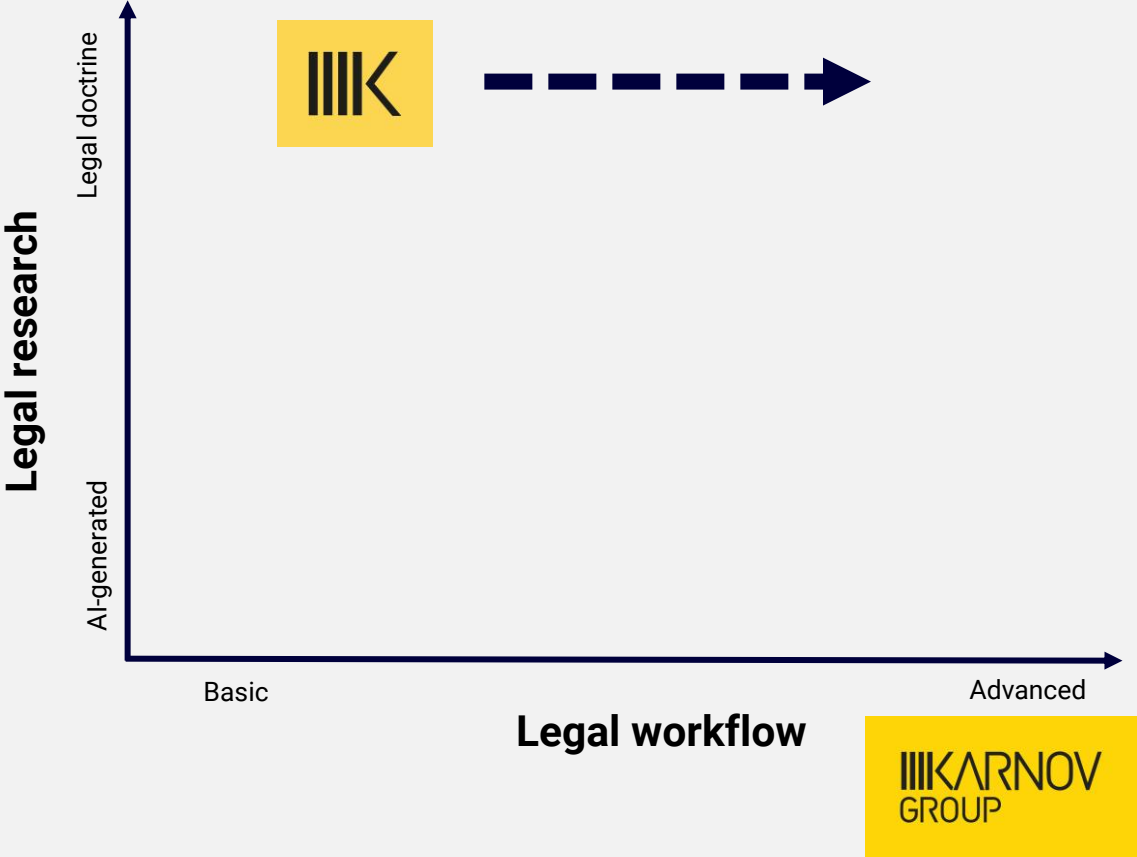 Legal doctrine
Legal research
AI-generated
Basic
Advanced
Legal workflow
KARNOV
GROUP